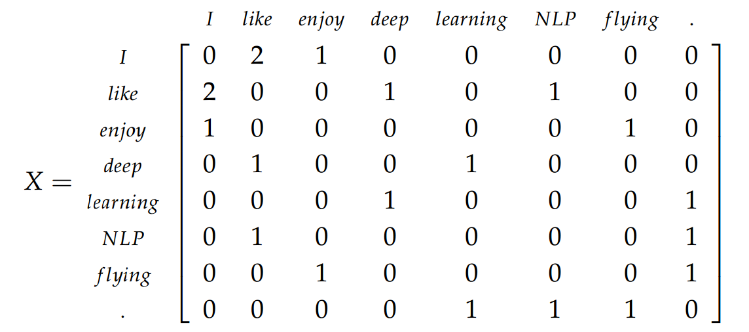 I like enjoy deep learning NLP flying .
I 0 2 1 0 0 0 0 0
like 2 0 0 1 0 1 0 0
enjoy 1 0 0 0 0 0 1 0
deep 0 1 0 0 1 0 0 0
X = learning 0 0 0 1 0 0 0 1
NLP 0 1 0 0 0 0 0 1
flying 0 0 1 0 0 0 0 1
. 0 0 0 0 1 1 1 0